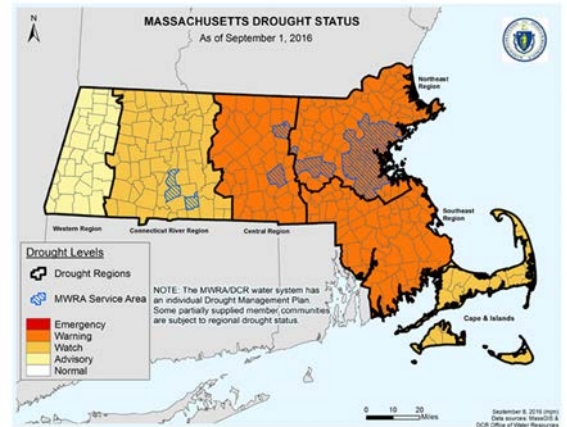 MASSACHUSETTS DROUGHT STATUS
As of September 1, 2016
N
Northeast
Region
Southeast
Region
Western Region
Connecticut River Region
Central Region
Cape & Islands
Drought Levels
Drought Regions
MWRA Service Area
Emergency
Warning
Watch
Advisory
Normal
NOTE: The MWRA/DCR water system has
an individual Drought Management Plan.
Some partially supplied member communities
are subject to regional drought status.
0 10 20
Miles
September 8, 2016 (mjm)
Data sources: MassGIS &
DCR Office of Water Resources